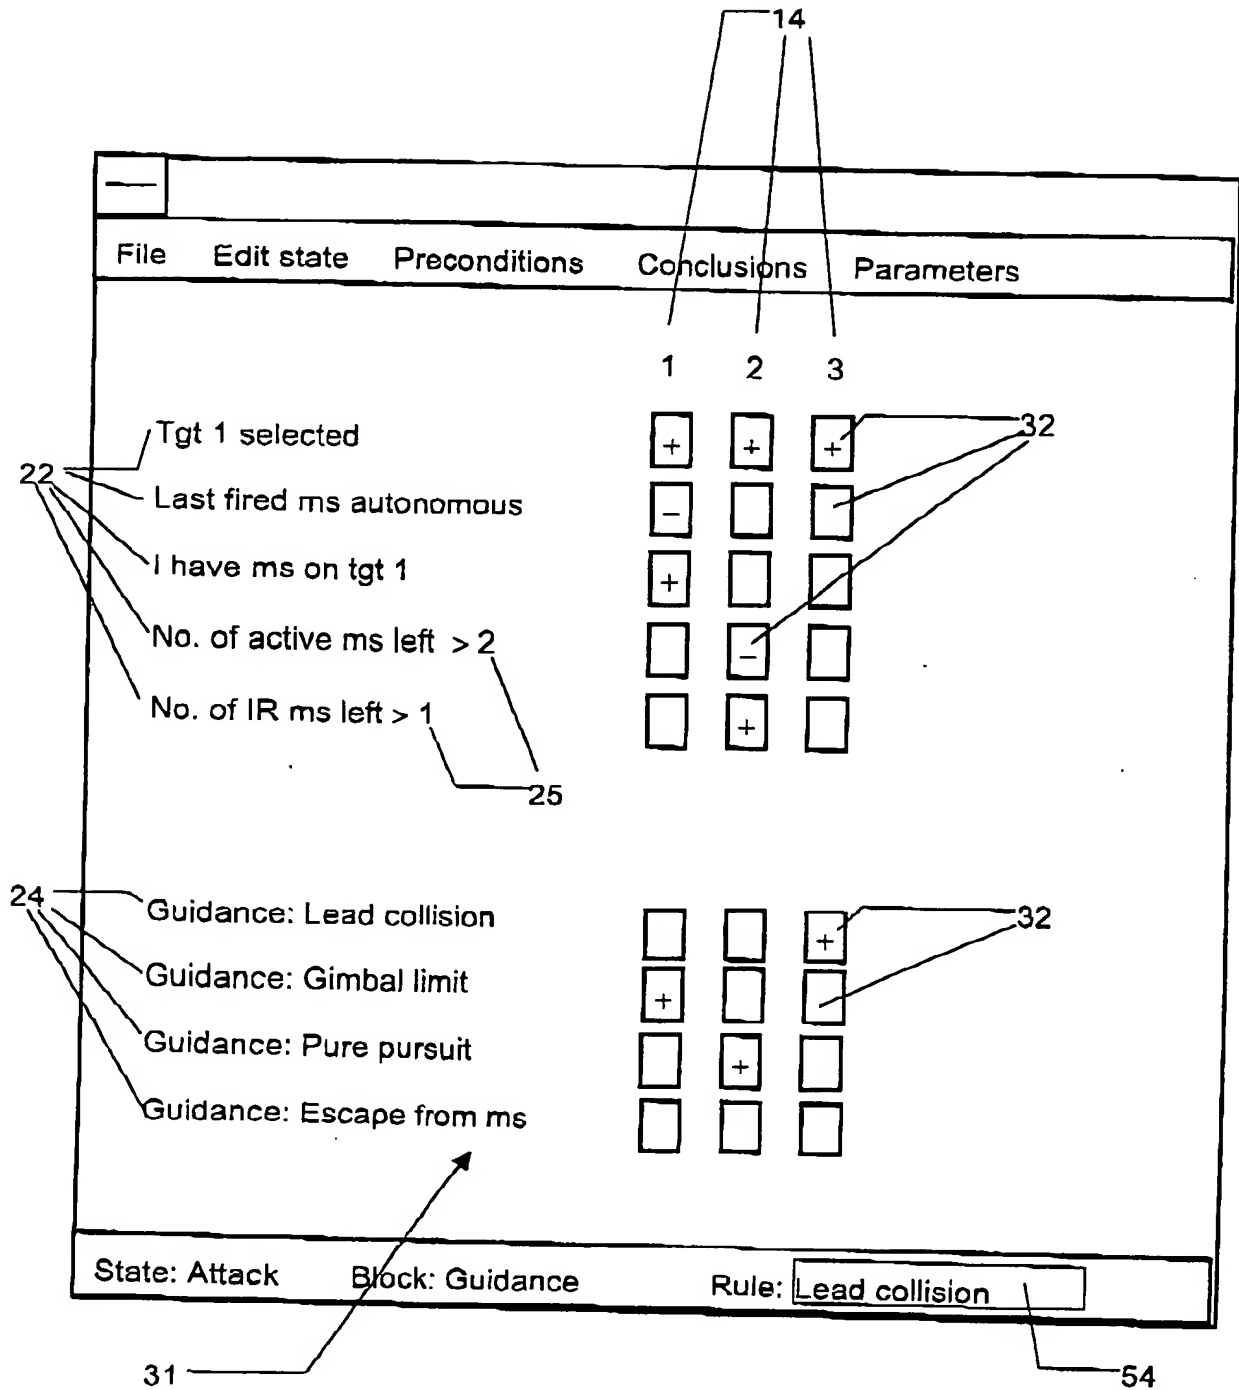 14
File Edit state Preconditions Conclusions Parameters
1 2 3
Tgt 1 selected + + + 32
22
Last fired ms autonomous –
I have ms on tgt 1 +
No. of active ms left > 2 –
No. of IR ms left > 1 +
25
24
Guidance: Lead collision + 32
Guidance: Gimbal limit +
Guidance: Pure pursuit +
Guidance: Escape from ms
State: Attack Block: Guidance Rule: Lead collision
31 54